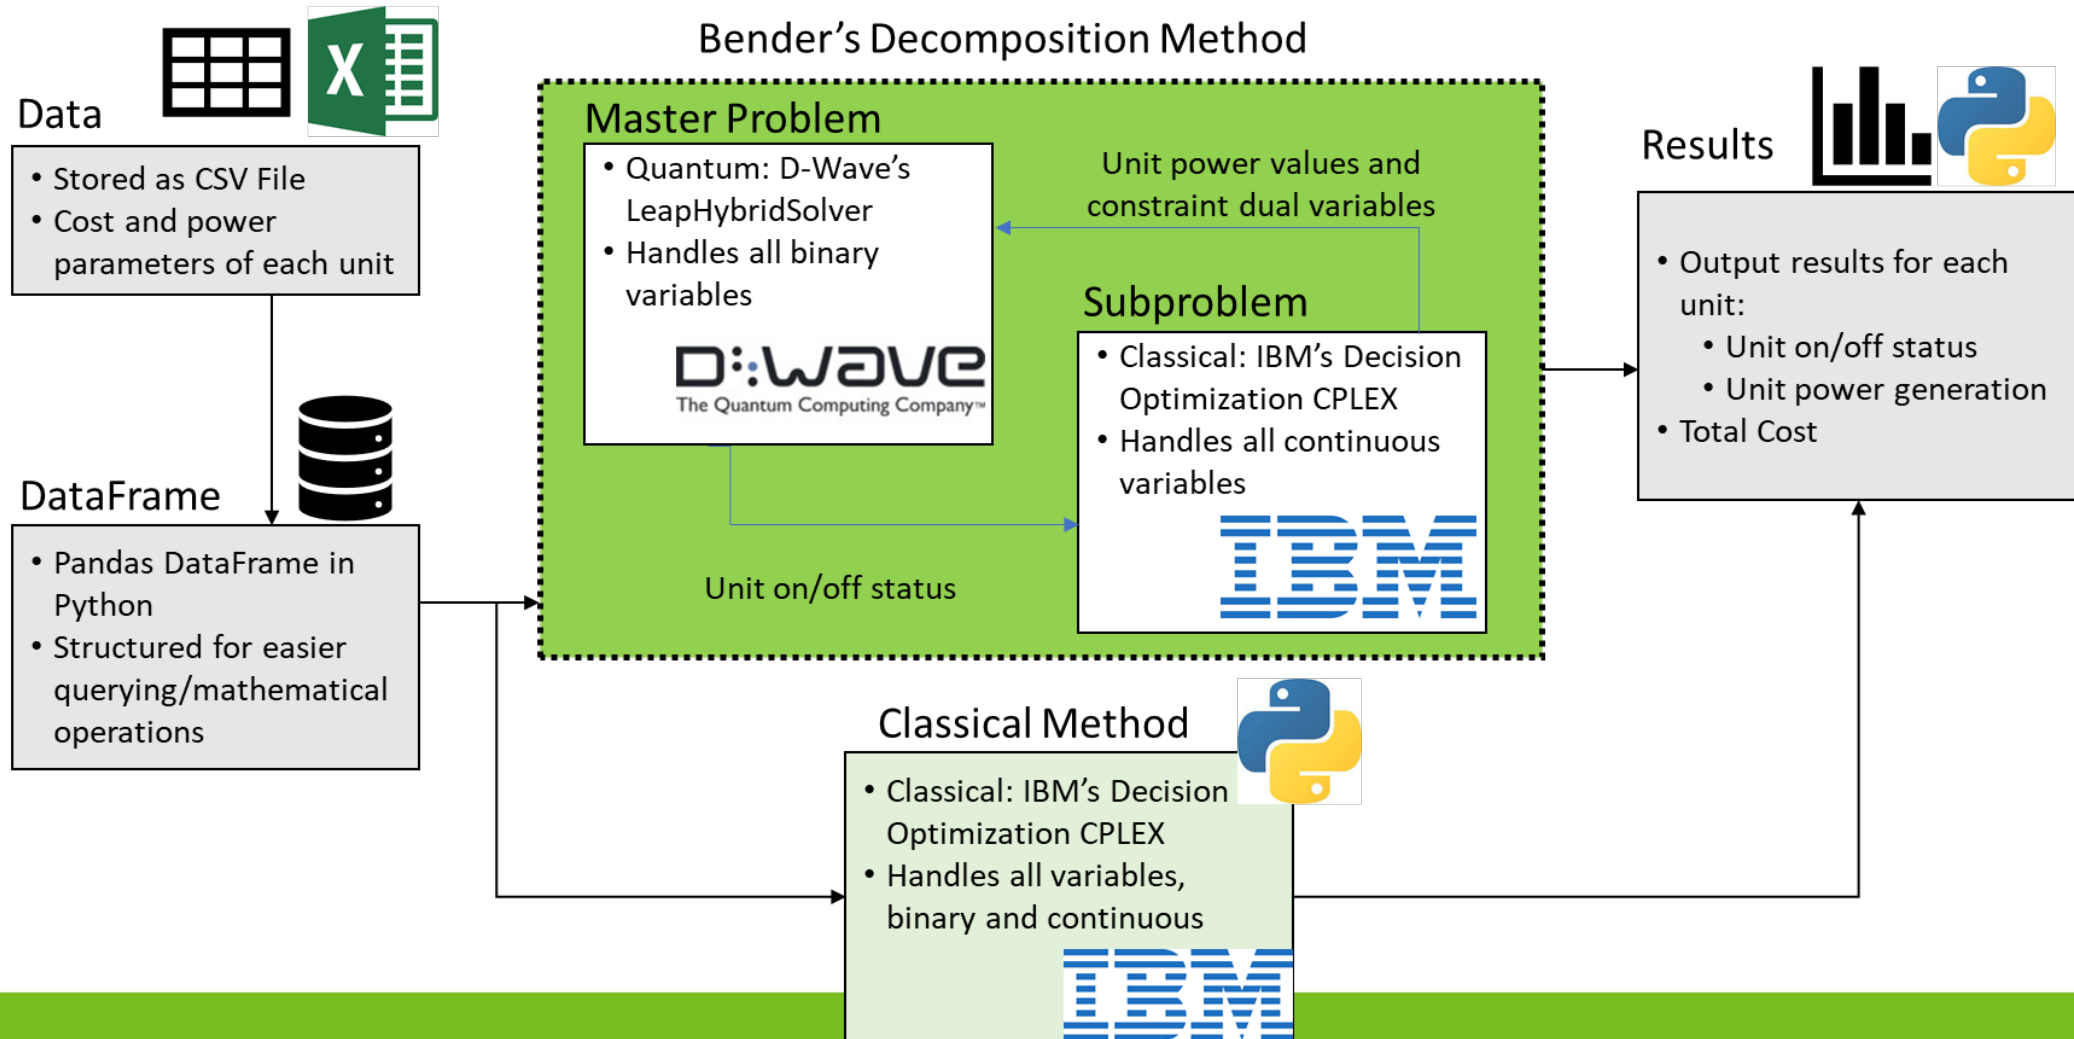 Bender's Decomposition Method
Data
• Stored as CSV File
• Cost and power
parameters of each unit
DataFrame
• Pandas DataFrame in
Python
• Structured for easier
querying/mathematical
operations
Master Problem
• Quantum: D-Wave's
LeapHybridSolver
• Handles all binary
variables
D:Wave
The Quantum Computing Company™
Unit power values and
constraint dual variables
Subproblem
• Classical: IBM's Decision
Optimization CPLEX
• Handles all continuous
variables
IBM
Unit on/off status
Classical Method
• Classical: IBM's Decision
Optimization CPLEX
• Handles all variables,
binary and continuous
IBM
Results
• Output results for each
unit:
• Unit on/off status
• Unit power generation
• Total Cost
X